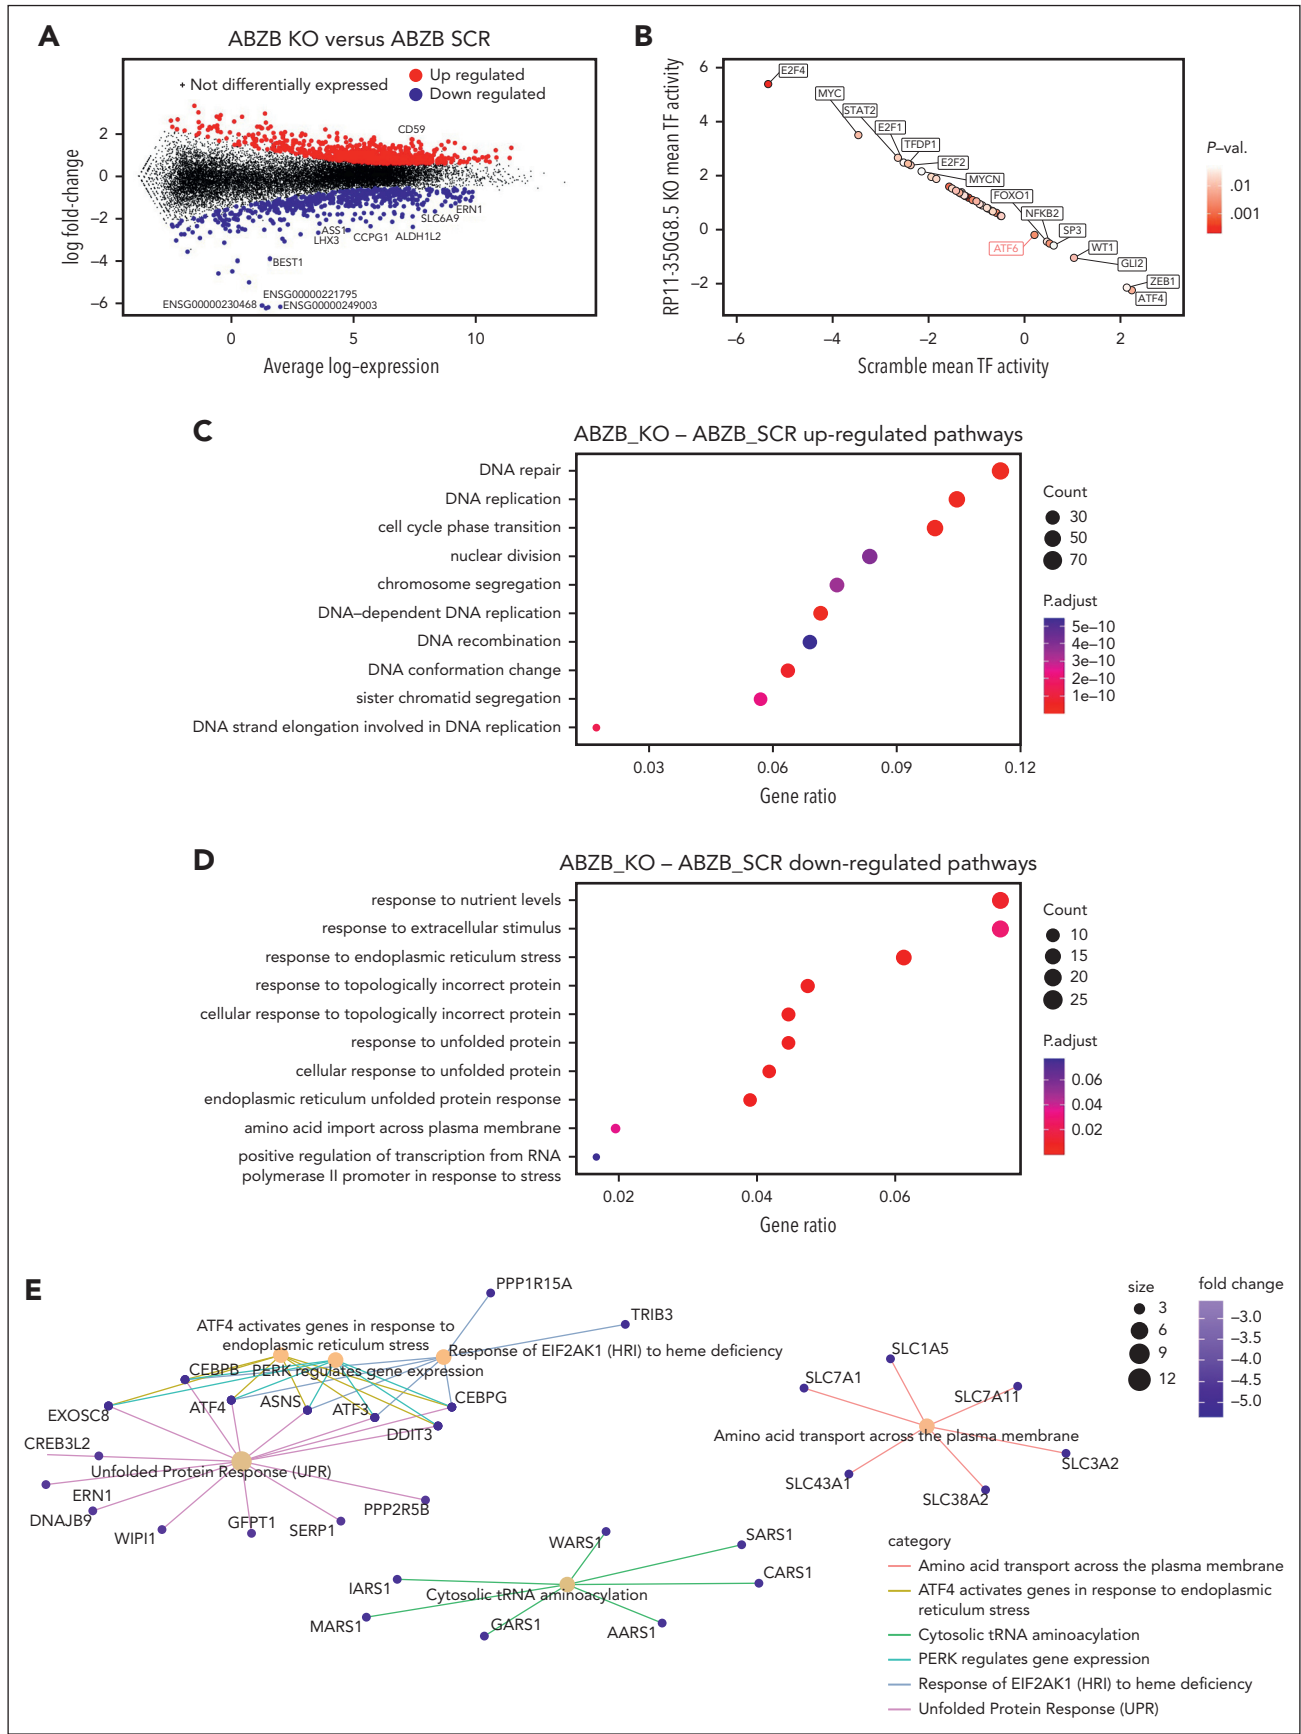 A
ABZB KO versus ABZB SCR
+ Not differentially expressed
Up regulated
Down regulated
CD59
ERN1
SLC6A9
ASS1
LHX3
CCPG1
ALDH1L2
BEST1
ENSG00000221795
ENSG00000230468
ENSG00000249003
log fold-change
2
0
–2
–4
–6
0
5
10
Average log–expression
B
RP11-350G8.5 KO mean TF activity
6
4
2
0
–2
E2F4
MYC
STAT2
E2F1
TFDP1
E2F2
MYCN
FOXO1
NFKB2
SP3
ATF6
WT1
GLI2
ZEB1
ATF4
–6
–4
–2
0
2
Scramble mean TF activity
P–val.
.01
.001
C
ABZB_KO – ABZB_SCR up-regulated pathways
DNA repair
DNA replication
cell cycle phase transition
nuclear division
chromosome segregation
DNA–dependent DNA replication
DNA recombination
DNA conformation change
sister chromatid segregation
DNA strand elongation involved in DNA replication
0.03
0.06
0.09
0.12
Gene ratio
Count
30
50
70
P.adjust
5e–10
4e–10
3e–10
2e–10
1e–10
D
ABZB_KO – ABZB_SCR down-regulated pathways
response to nutrient levels
response to extracellular stimulus
response to endoplasmic reticulum stress
response to topologically incorrect protein
cellular response to topologically incorrect protein
response to unfolded protein
cellular response to unfolded protein
endoplasmic reticulum unfolded protein response
amino acid import across plasma membrane
positive regulation of transcription from RNA
polymerase II promoter in response to stress
0.02
0.04
0.06
Gene ratio
Count
10
15
20
25
P.adjust
0.06
0.04
0.02
E
PPP1R15A
TRIB3
ATF4 activates genes in response to
endoplasmic reticulum stress
Response of EIF2AK1 (HRI) to heme deficiency
CEBPB
PERK regulates gene expression
EXOSC8
ATF4
ASNS
ATF3
CEBPG
DDIT3
CREB3L2
Unfolded Protein Response (UPR)
ERN1
DNAJB9
WIPI1
GFPT1
SERP1
PPP2R5B
SLC1A5
SLC7A1
SLC7A11
Amino acid transport across the plasma membrane
SLC3A2
SLC43A1
SLC38A2
WARS1
SARS1
IARS1
CARS1
Cytosolic tRNA aminoacylation
MARS1
GARS1
AARS1
size
3
6
9
12
fold change
–3.0
–3.5
–4.0
–4.5
–5.0
category
Amino acid transport across the plasma membrane
ATF4 activates genes in response to endoplasmic
reticulum stress
Cytosolic tRNA aminoacylation
PERK regulates gene expression
Response of EIF2AK1 (HRI) to heme deficiency
Unfolded Protein Response (UPR)